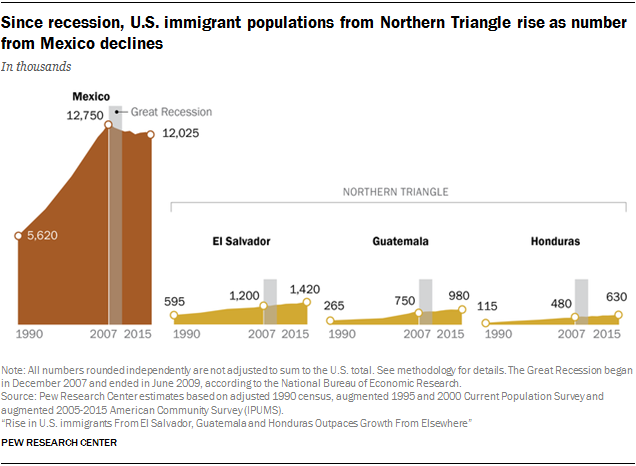 Since recession, U.S. immigrant populations from Northern Triangle rise as number
from Mexico declines
In thousands
Mexico
12,750
Great Recession
12,025
5,620
1990
2007
2015
NORTHERN TRIANGLE
El Salvador
595
1,200
1,420
1990
2007
2015
Guatemala
265
750
980
1990
2007
2015
Honduras
115
480
630
1990
2007
2015
Note: All numbers rounded independently are not adjusted to sum to the U.S. total. See methodology for details. The Great Recession began
in December 2007 and ended in June 2009, according to the National Bureau of Economic Research.
Source: Pew Research Center estimates based on adjusted 1990 census, augmented 1995 and 2000 Current Population Survey and
augmented 2005-2015 American Community Survey (IPUMS).
“Rise in U.S. immigrants From El Salvador, Guatemala and Honduras Outpaces Growth From Elsewhere”
PEW RESEARCH CENTER